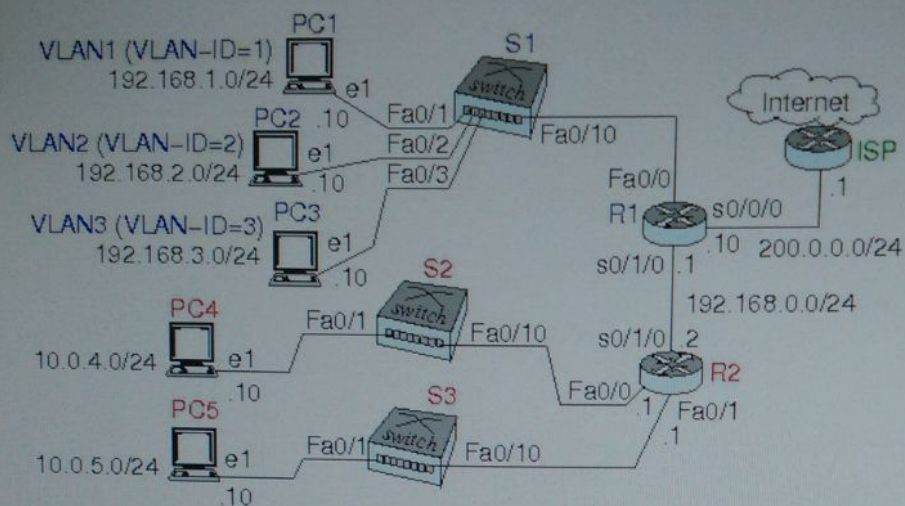 PC1
VLAN1 (VLAN-ID=1)
192.168.1.0/24
e1
.10
Fa0/1
S1
switch
Fa0/10
PC2
VLAN2 (VLAN-ID=2)
192.168.2.0/24
e1
.10
Fa0/2
PC3
VLAN3 (VLAN-ID=3)
192.168.3.0/24
e1
.10
Fa0/3
Internet
ISP
.1
Fa0/0
R1
s0/0/0
.10
200.0.0.0/24
s0/1/0
.1
192.168.0.0/24
PC4
10.0.4.0/24
e1
.10
Fa0/1
S2
switch
Fa0/10
s0/1/0
.2
R2
Fa0/0
.1
Fa0/1
.1
PC5
10.0.5.0/24
e1
.10
Fa0/1
S3
switch
Fa0/10